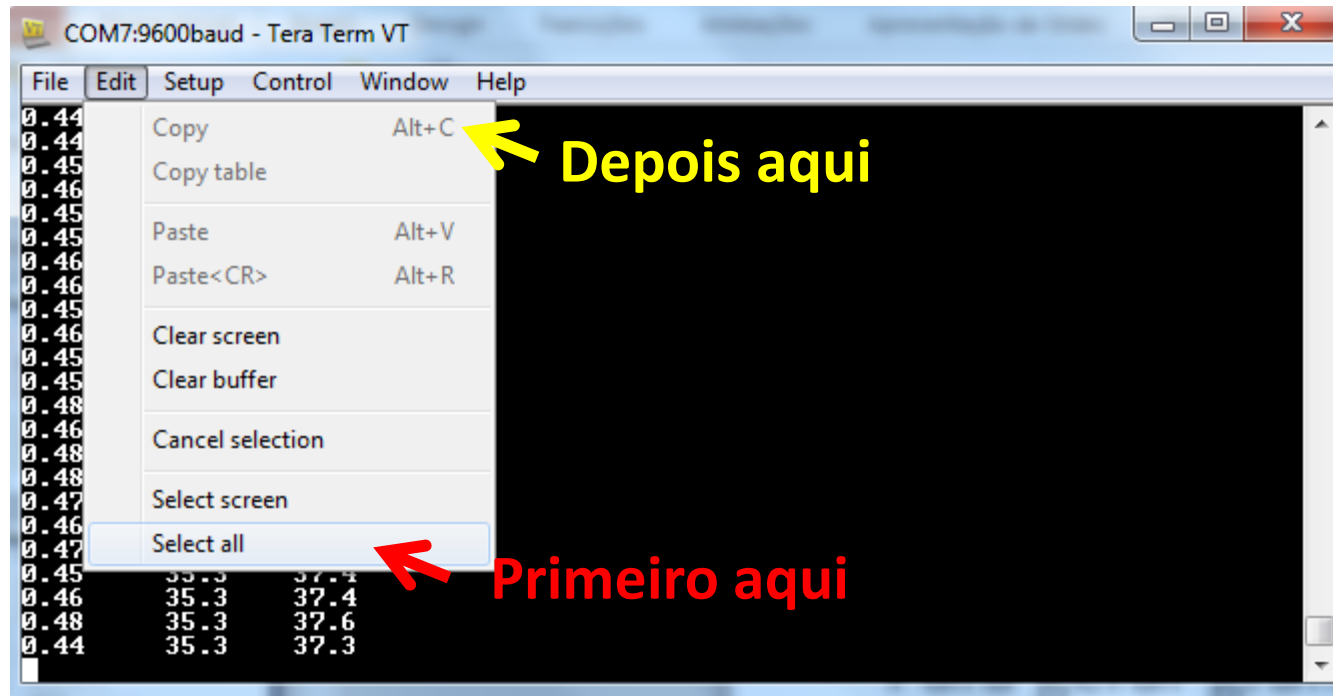 COM7:9600baud - Tera Term VT
File Edit Setup Control Window Help
0.44
0.44
0.45
0.46
0.45
0.45
0.46
0.46
0.45
0.46
0.45
0.45
0.48
0.46
0.48
0.48
0.47
0.46
0.47
0.45 35.3 37.4
0.46 35.3 37.4
0.48 35.3 37.6
0.44 35.3 37.3
Copy Alt+C
Copy table
Paste Alt+V
Paste<CR> Alt+R
Clear screen
Clear buffer
Cancel selection
Select screen
Select all
Depois aqui
Primeiro aqui